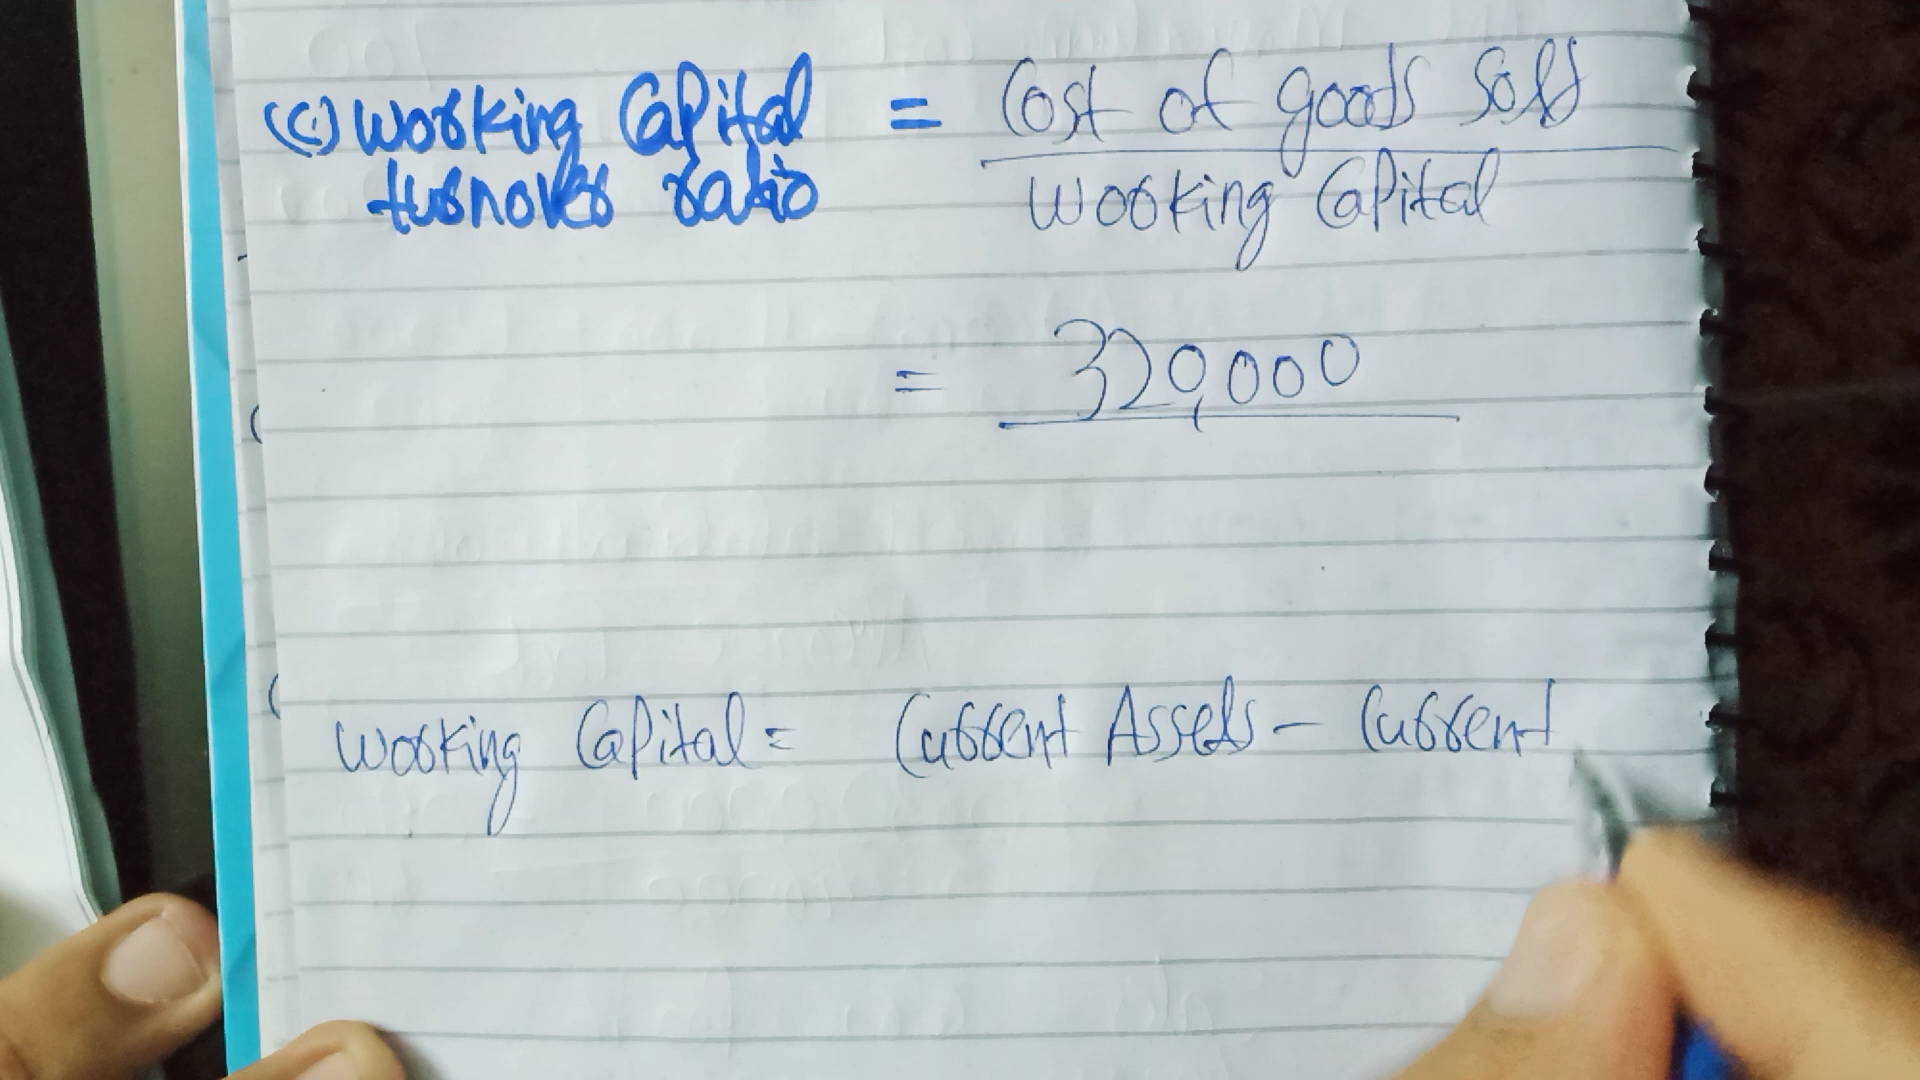 (c) Working Capital = Cost of goods sold
turnover ratio Working Capital
= 320,000
Working Capital = Current Assets - Current